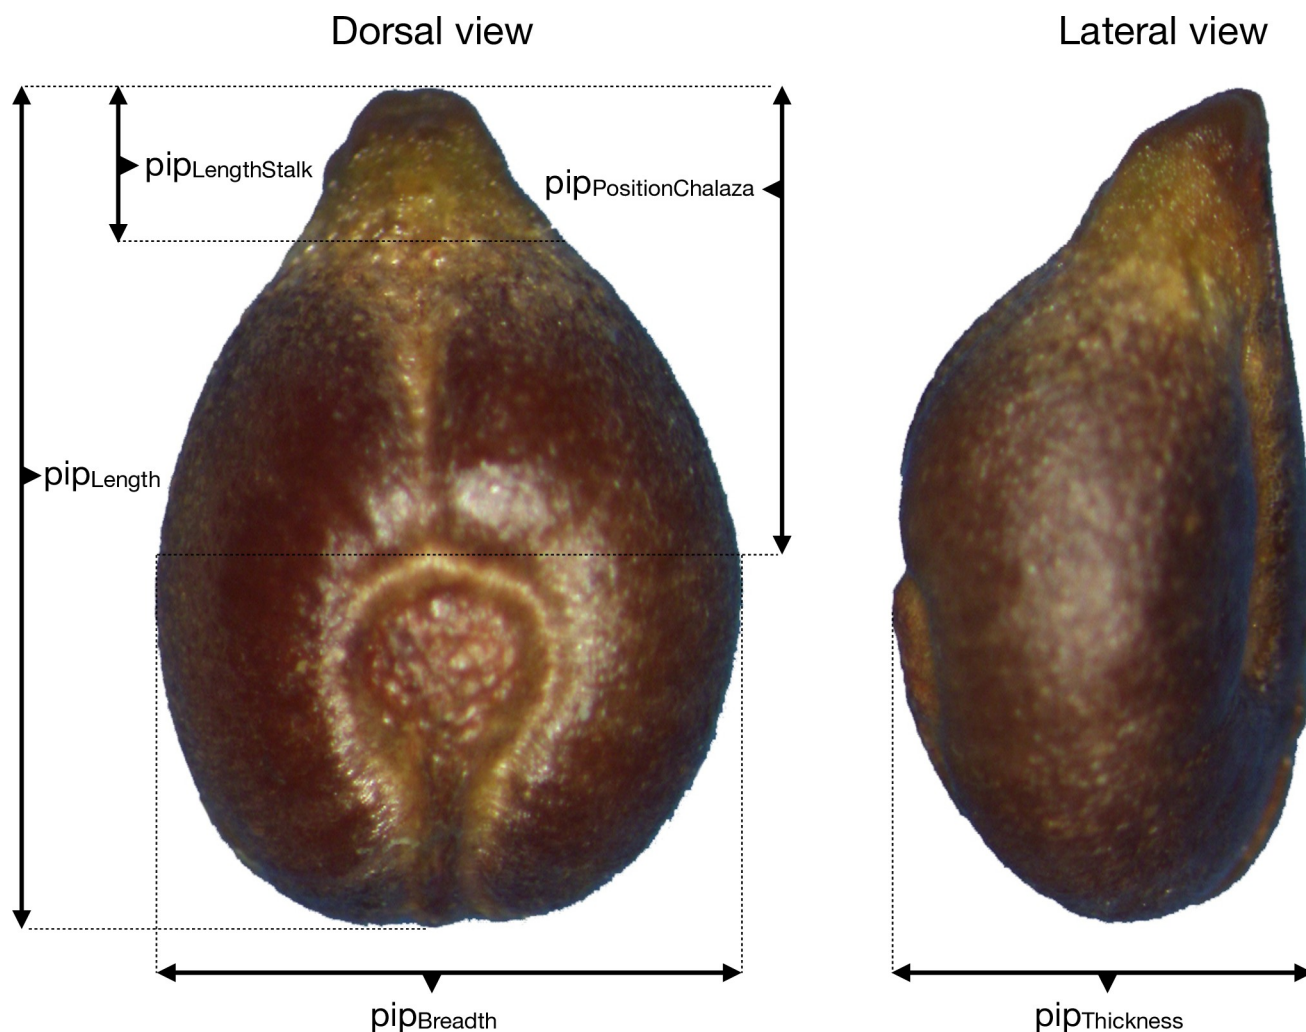 Dorsal view
Lateral view
pipLengthStalk
pipPositionChalaza
pipLength
pipBreadth
pipThickness